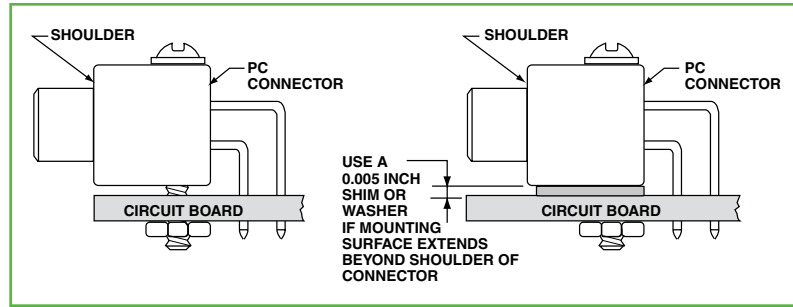 SHOULDER
PC
CONNECTOR
CIRCUIT BOARD
SHOULDER
PC
CONNECTOR
USE A
0.005 INCH
SHIM OR
WASHER
IF MOUNTING
SURFACE EXTENDS
BEYOND SHOULDER OF
CONNECTOR
CIRCUIT BOARD